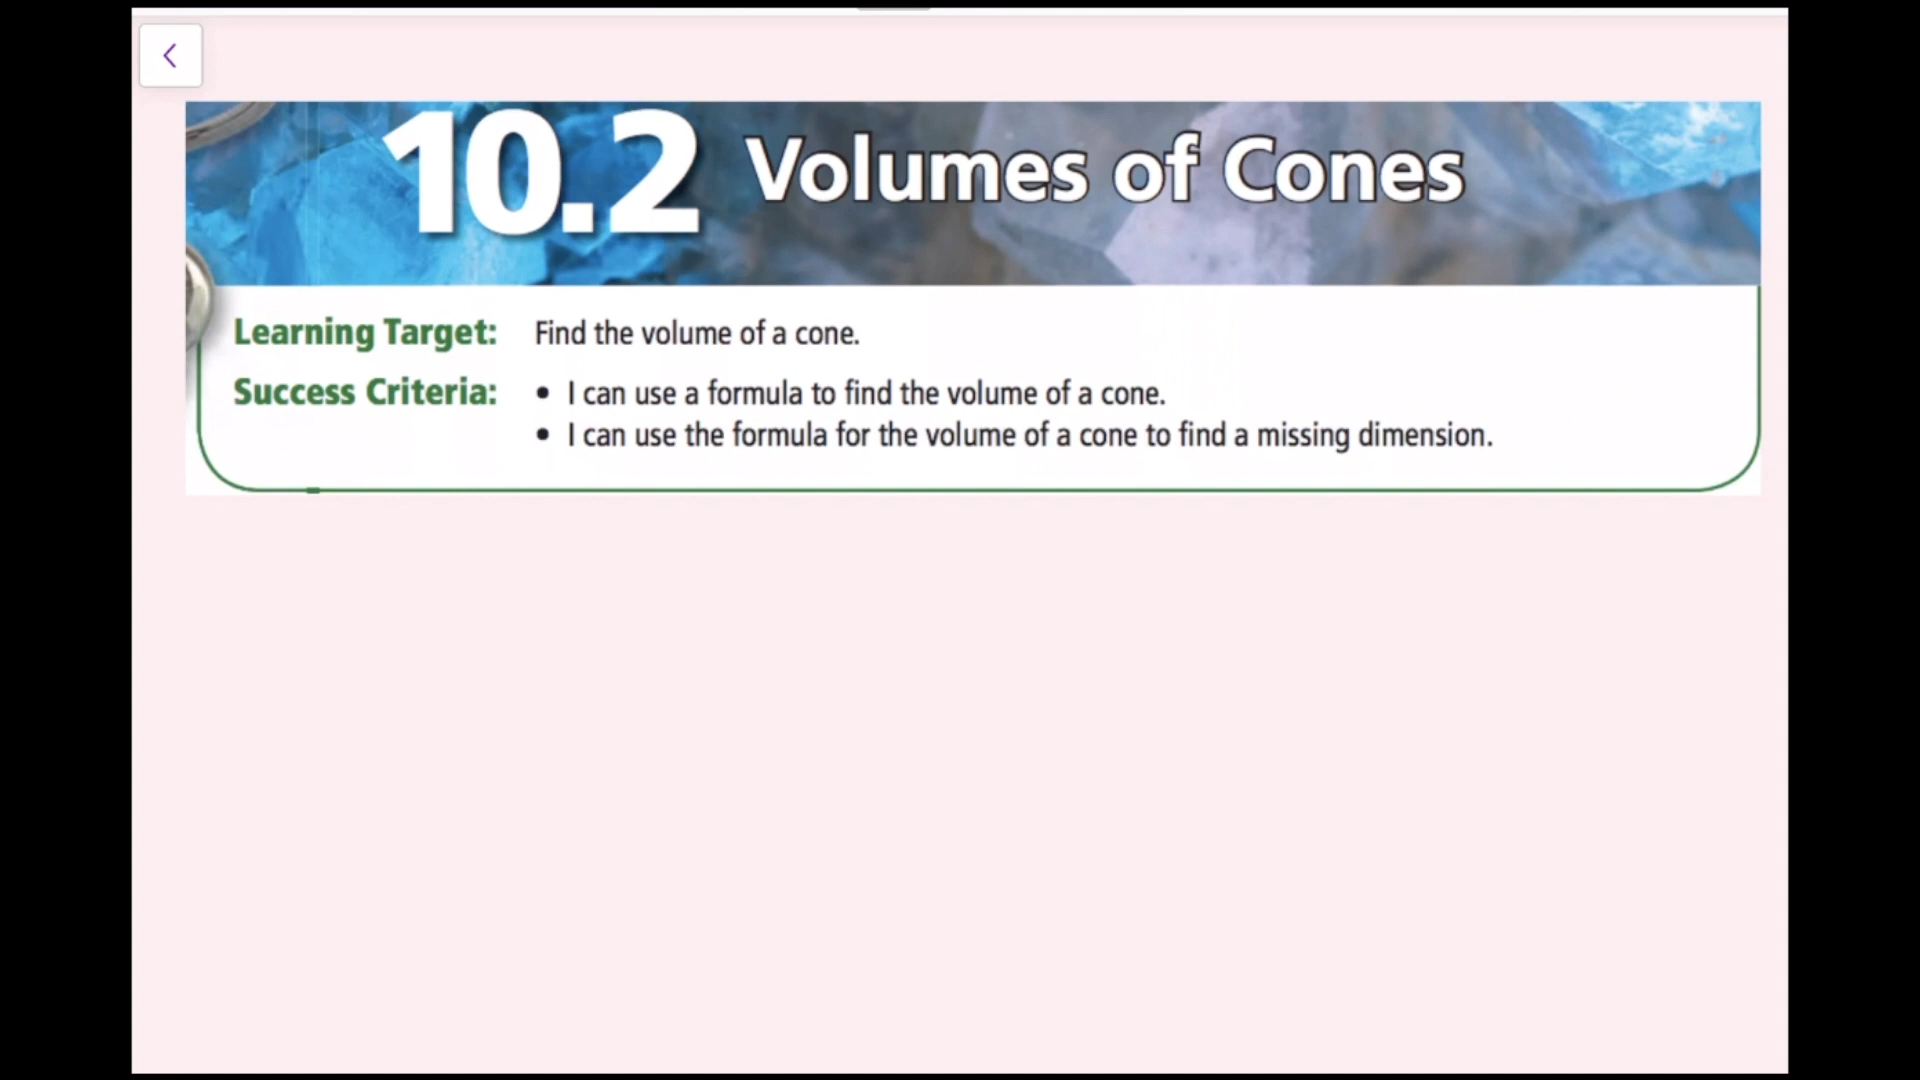 10.2 Volumes of Cones
Learning Target: Find the volume of a cone.
Success Criteria: • I can use a formula to find the volume of a cone.
• I can use the formula for the volume of a cone to find a missing dimension.